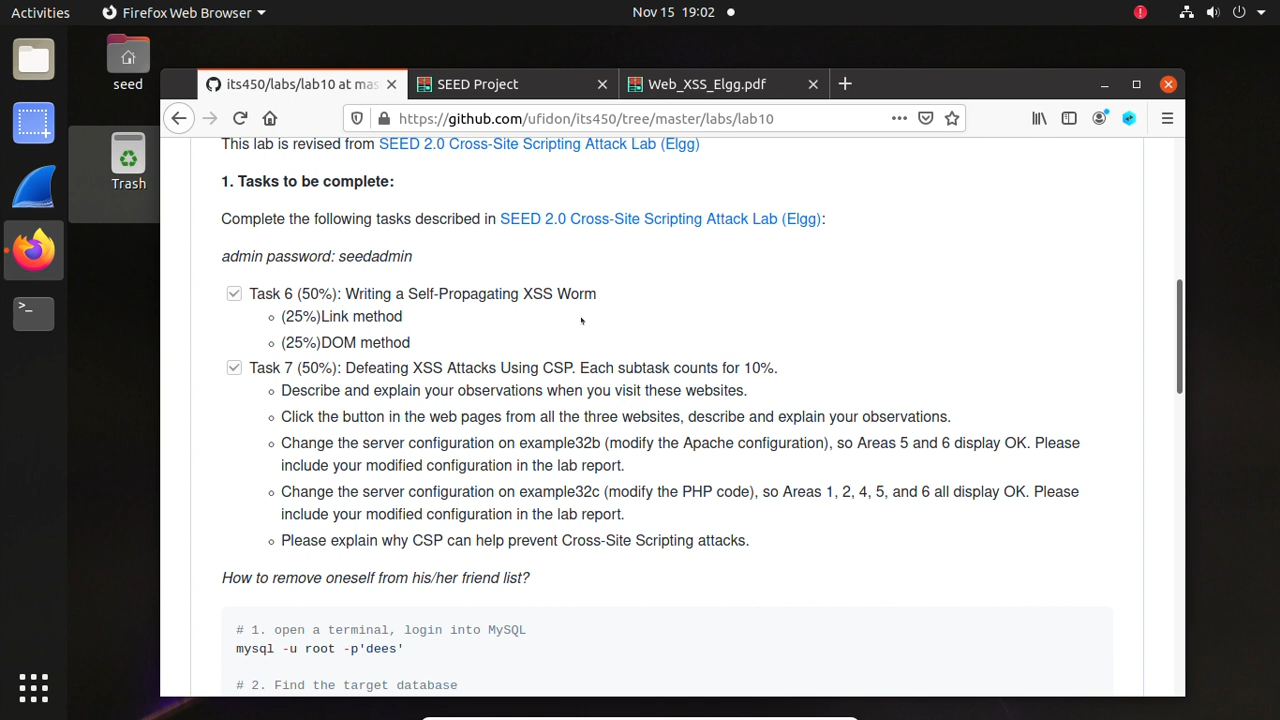 Activities
Firefox Web Browser
Nov 15 19:02
seed
Trash
its450/labs/lab10 at mas
SEED Project
Web_XSS_Elgg.pdf
https://github.com/ufidon/its450/tree/master/labs/lab10
This lab is revised from SEED 2.0 Cross-Site Scripting Attack Lab (Elgg)
1. Tasks to be complete:
Complete the following tasks described in SEED 2.0 Cross-Site Scripting Attack Lab (Elgg):
admin password: seedadmin
Task 6 (50%): Writing a Self-Propagating XSS Worm
(25%)Link method
(25%)DOM method
Task 7 (50%): Defeating XSS Attacks Using CSP. Each subtask counts for 10%.
Describe and explain your observations when you visit these websites.
Click the button in the web pages from all the three websites, describe and explain your observations.
Change the server configuration on example32b (modify the Apache configuration), so Areas 5 and 6 display OK. Please
include your modified configuration in the lab report.
Change the server configuration on example32c (modify the PHP code), so Areas 1, 2, 4, 5, and 6 all display OK. Please
include your modified configuration in the lab report.
Please explain why CSP can help prevent Cross-Site Scripting attacks.
How to remove oneself from his/her friend list?
# 1. open a terminal, login into MySQL
mysql -u root -p'dees'
# 2. Find the target database